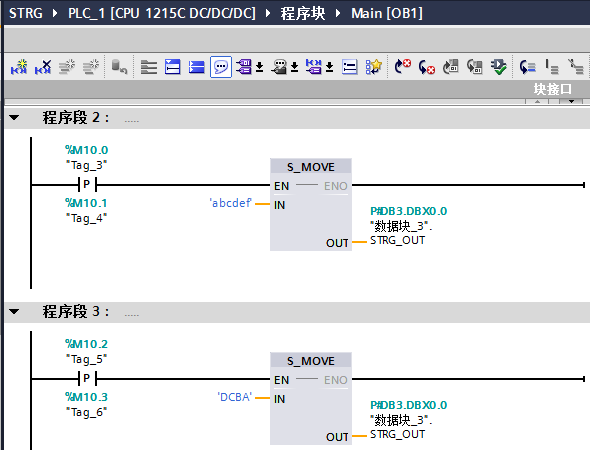 STRG ▸ PLC_1 [CPU 1215C DC/DC/DC] ▸ 程序块 ▸ Main [OB1]
块接口
程序段 2： .....
%M10.0
"Tag_3"
P
%M10.1
"Tag_4"
S_MOVE
EN ENO
'abcdef' IN
P#DB3.DBX0.0
"数据块_3".
OUT STRG_OUT
程序段 3： .....
%M10.2
"Tag_5"
P
%M10.3
"Tag_6"
S_MOVE
EN ENO
'DCBA' IN
P#DB3.DBX0.0
"数据块_3".
OUT STRG_OUT